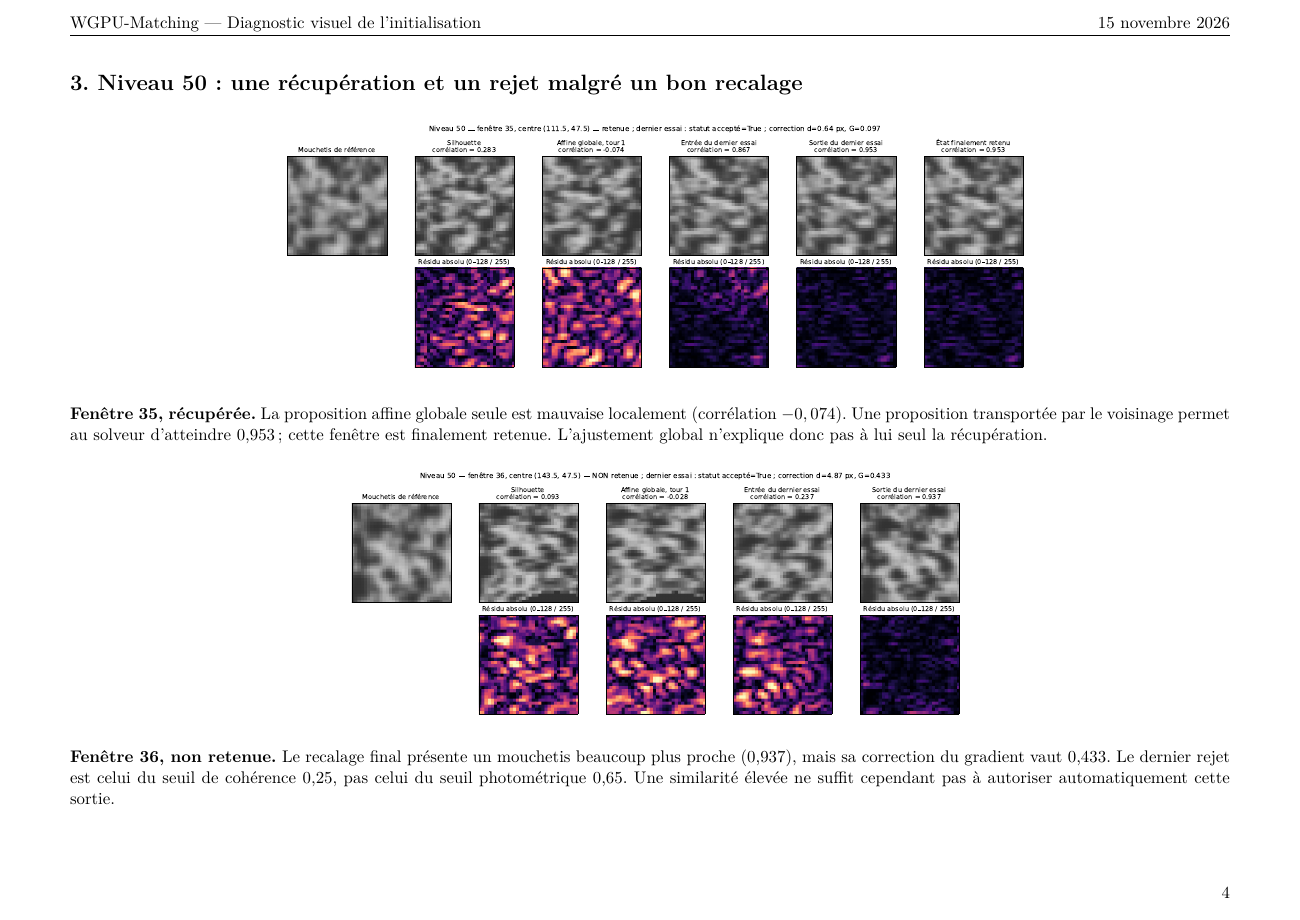 WGPU-Matching — Diagnostic visuel de l'initialisation
15 novembre 2026
3. Niveau 50 : une récupération et un rejet malgré un bon recalage
Niveau 50 — fenêtre 35, centre (111.5, 47.5) — retenue ; dernier essai : statut accepté=True ; correction d=0.64 px, G=0.097
Mouchetis de référence
Silhouette
corrélation = 0.283
Affine globale, tour 1
corrélation = -0.074
Entrée du dernier essai
corrélation = 0.867
Sortie du dernier essai
corrélation = 0.953
État finalement retenu
corrélation = 0.953
Résidu absolu (0–128 / 255)
Résidu absolu (0–128 / 255)
Résidu absolu (0–128 / 255)
Résidu absolu (0–128 / 255)
Résidu absolu (0–128 / 255)
Fenêtre 35, récupérée. La proposition affine globale seule est mauvaise localement (corrélation −0, 074). Une proposition transportée par le voisinage permet
au solveur d'atteindre 0,953 ; cette fenêtre est finalement retenue. L'ajustement global n'explique donc pas à lui seul la récupération.
Niveau 50 — fenêtre 36, centre (143.5, 47.5) — NON retenue ; dernier essai : statut accepté=True ; correction d=4.87 px, G=0.433
Mouchetis de référence
Silhouette
corrélation = 0.093
Affine globale, tour 1
corrélation = -0.028
Entrée du dernier essai
corrélation = 0.237
Sortie du dernier essai
corrélation = 0.937
Résidu absolu (0–128 / 255)
Résidu absolu (0–128 / 255)
Résidu absolu (0–128 / 255)
Résidu absolu (0–128 / 255)
Fenêtre 36, non retenue. Le recalage final présente un mouchetis beaucoup plus proche (0,937), mais sa correction du gradient vaut 0,433. Le dernier rejet
est celui du seuil de cohérence 0,25, pas celui du seuil photométrique 0,65. Une similarité élevée ne suffit cependant pas à autoriser automatiquement cette
sortie.
4